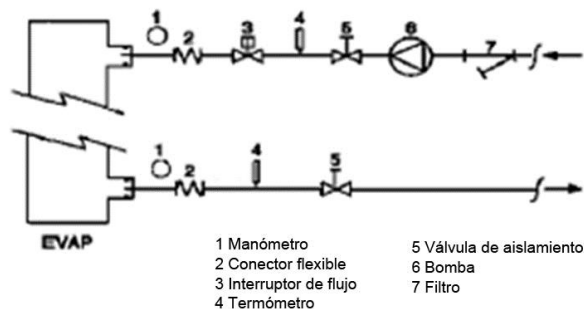 1 2 3 4 5 6 7
1 2 4 5
EVAP
1 Manómetro
2 Conector flexible
3 Interruptor de flujo
4 Termómetro
5 Válvula de aislamiento
6 Bomba
7 Filtro